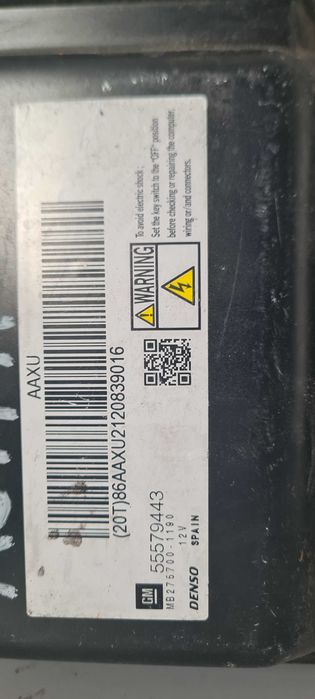 AAXU
(20T)86AAXU2120839016
GM 55579443
MB275700-1190
12V
DENSO SPAIN
WARNING
To avoid electric shock;
Set the key switch to the "OFF" position
before checking or repairing the computer,
wiring or/and connectors.